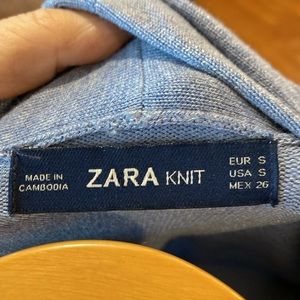 MADE IN
CAMBODIA
ZARA KNIT
EUR S
USA S
MEX 26